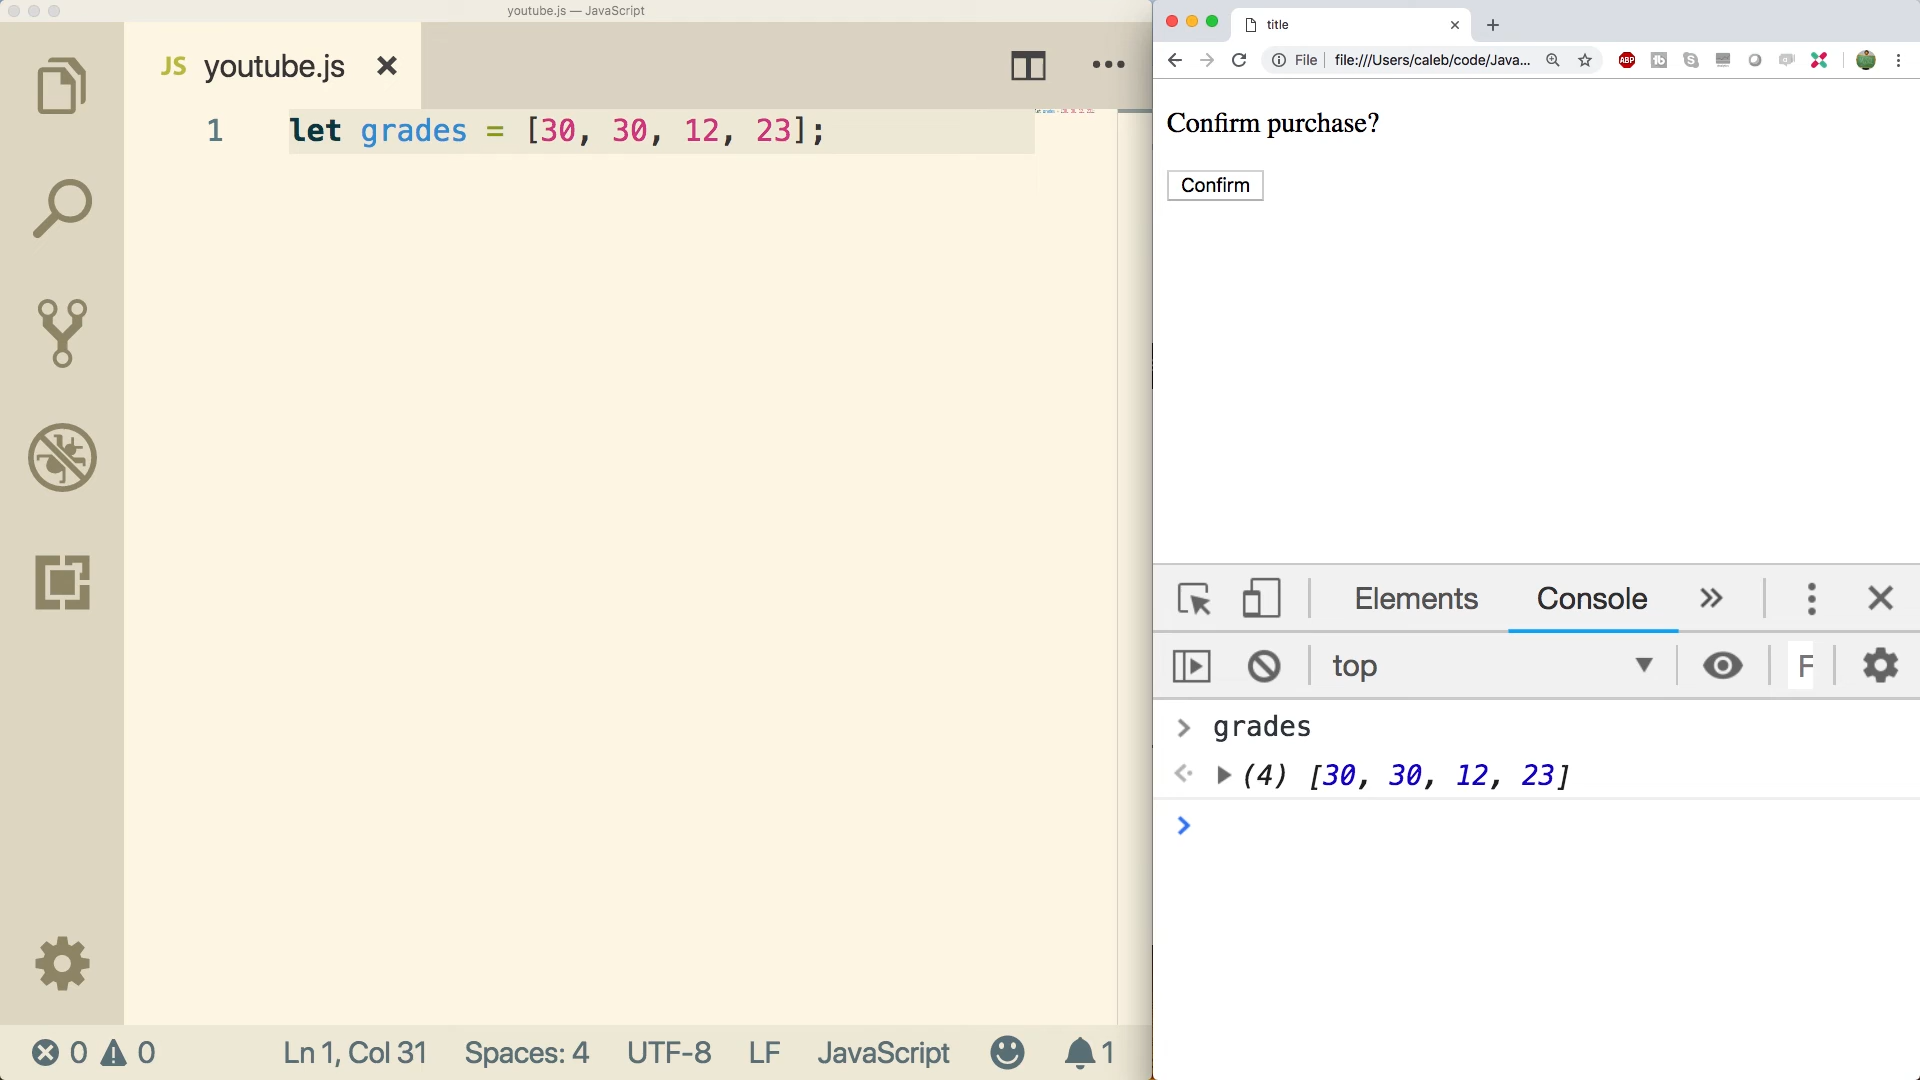 youtube.js — JavaScript
JS youtube.js
1 let grades = [30, 30, 12, 23];
0 0 Ln 1, Col 31 Spaces: 4 UTF-8 LF JavaScript 1
title
File file:///Users/caleb/code/Java...
ABP
Confirm purchase?
Confirm
Elements Console
top F
> grades
(4) [30, 30, 12, 23]
>